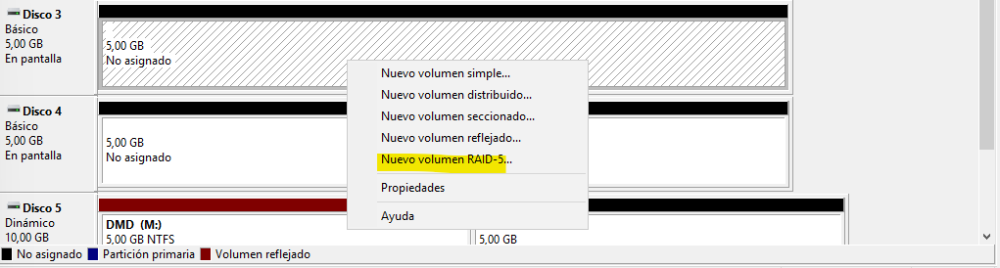 Disco 3
Básico
5,00 GB
En pantalla
5,00 GB
No asignado
Nuevo volumen simple...
Nuevo volumen distribuido...
Nuevo volumen seccionado...
Nuevo volumen reflejado...
Nuevo volumen RAID-5...
Propiedades
Ayuda
Disco 4
Básico
5,00 GB
En pantalla
5,00 GB
No asignado
Disco 5
Dinámico
10,00 GB
DMD (M:)
5,00 GB NTFS
5,00 GB
No asignado Partición primaria Volumen reflejado